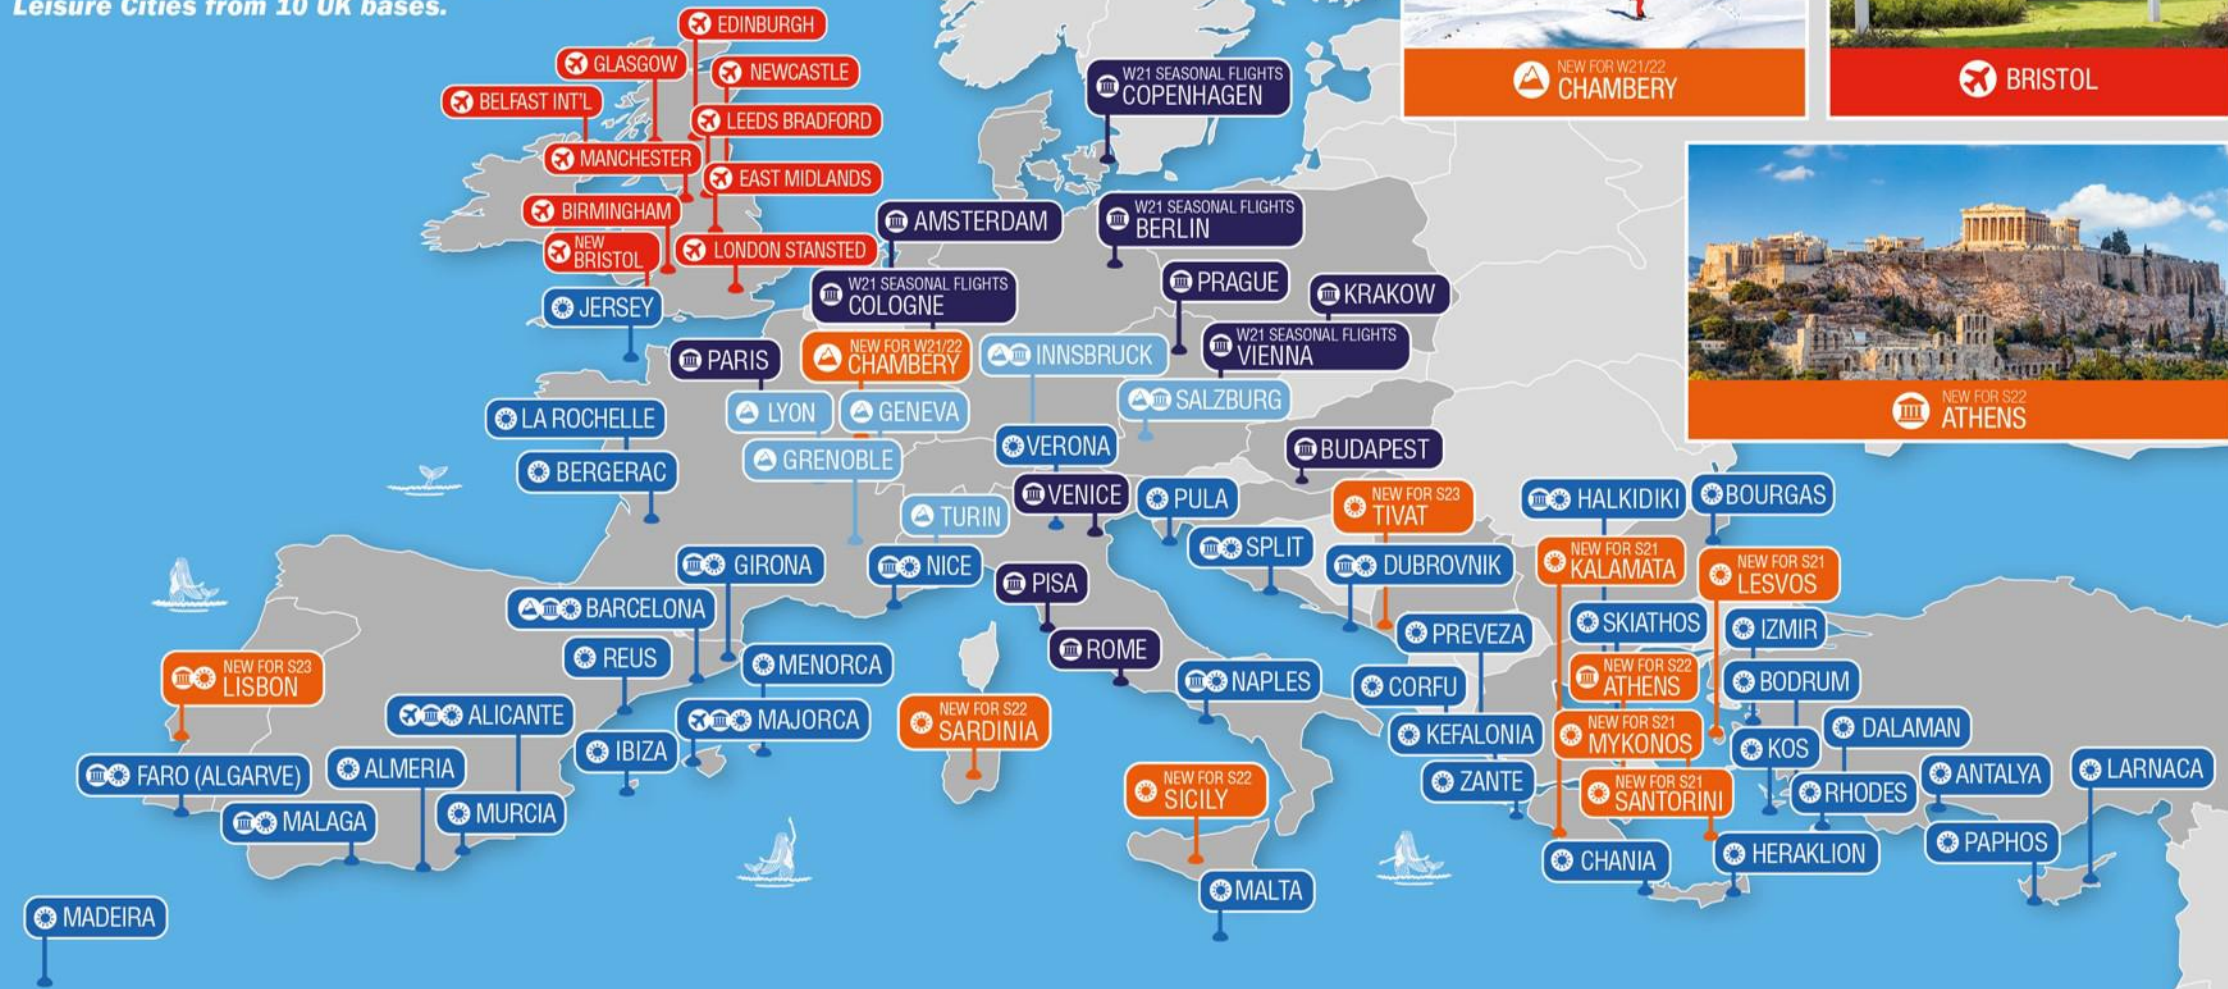 Leisure Cities from 10 UK bases.
EDINBURGH
GLASGOW
NEWCASTLE
BELFAST INT'L
LEEDS BRADFORD
MANCHESTER
EAST MIDLANDS
BIRMINGHAM
NEW
BRISTOL
LONDON STANSTED
JERSEY
W21 SEASONAL FLIGHTS
COPENHAGEN
NEW FOR W21/22
CHAMBERY
BRISTOL
AMSTERDAM
W21 SEASONAL FLIGHTS
BERLIN
W21 SEASONAL FLIGHTS
COLOGNE
PRAGUE
KRAKOW
PARIS
NEW FOR W21/22
CHAMBERY
INNSBRUCK
W21 SEASONAL FLIGHTS
VIENNA
LYON
GENEVA
SALZBURG
NEW FOR S22
ATHENS
LA ROCHELLE
GRENOBLE
VERONA
BUDAPEST
BERGERAC
VENICE
PULA
NEW FOR S23
TIVAT
HALKIDIKI
BOURGAS
TURIN
SPLIT
GIRONA
NICE
PISA
DUBROVNIK
NEW FOR S21
KALAMATA
NEW FOR S21
LESVOS
BARCELONA
PREVEZA
SKIATHOS
IZMIR
REUS
MENORCA
ROME
NEW FOR S23
LISBON
NAPLES
CORFU
NEW FOR S22
ATHENS
BODRUM
ALICANTE
MAJORCA
NEW FOR S22
SARDINIA
KEFALONIA
NEW FOR S21
MYKONOS
KOS
DALAMAN
IBIZA
FARO (ALGARVE)
ALMERIA
NEW FOR S22
SICILY
ZANTE
NEW FOR S21
SANTORINI
RHODES
ANTALYA
LARNACA
MALAGA
MURCIA
CHANIA
HERAKLION
PAPHOS
MALTA
MADEIRA